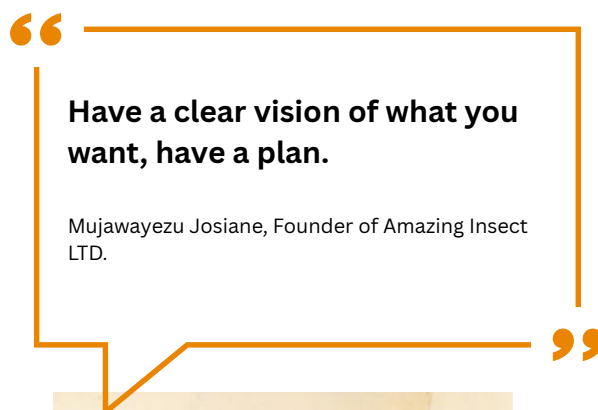 “
Have a clear vision of what you
want, have a plan.
Mujawayezu Josiane, Founder of Amazing Insect
LTD.
”